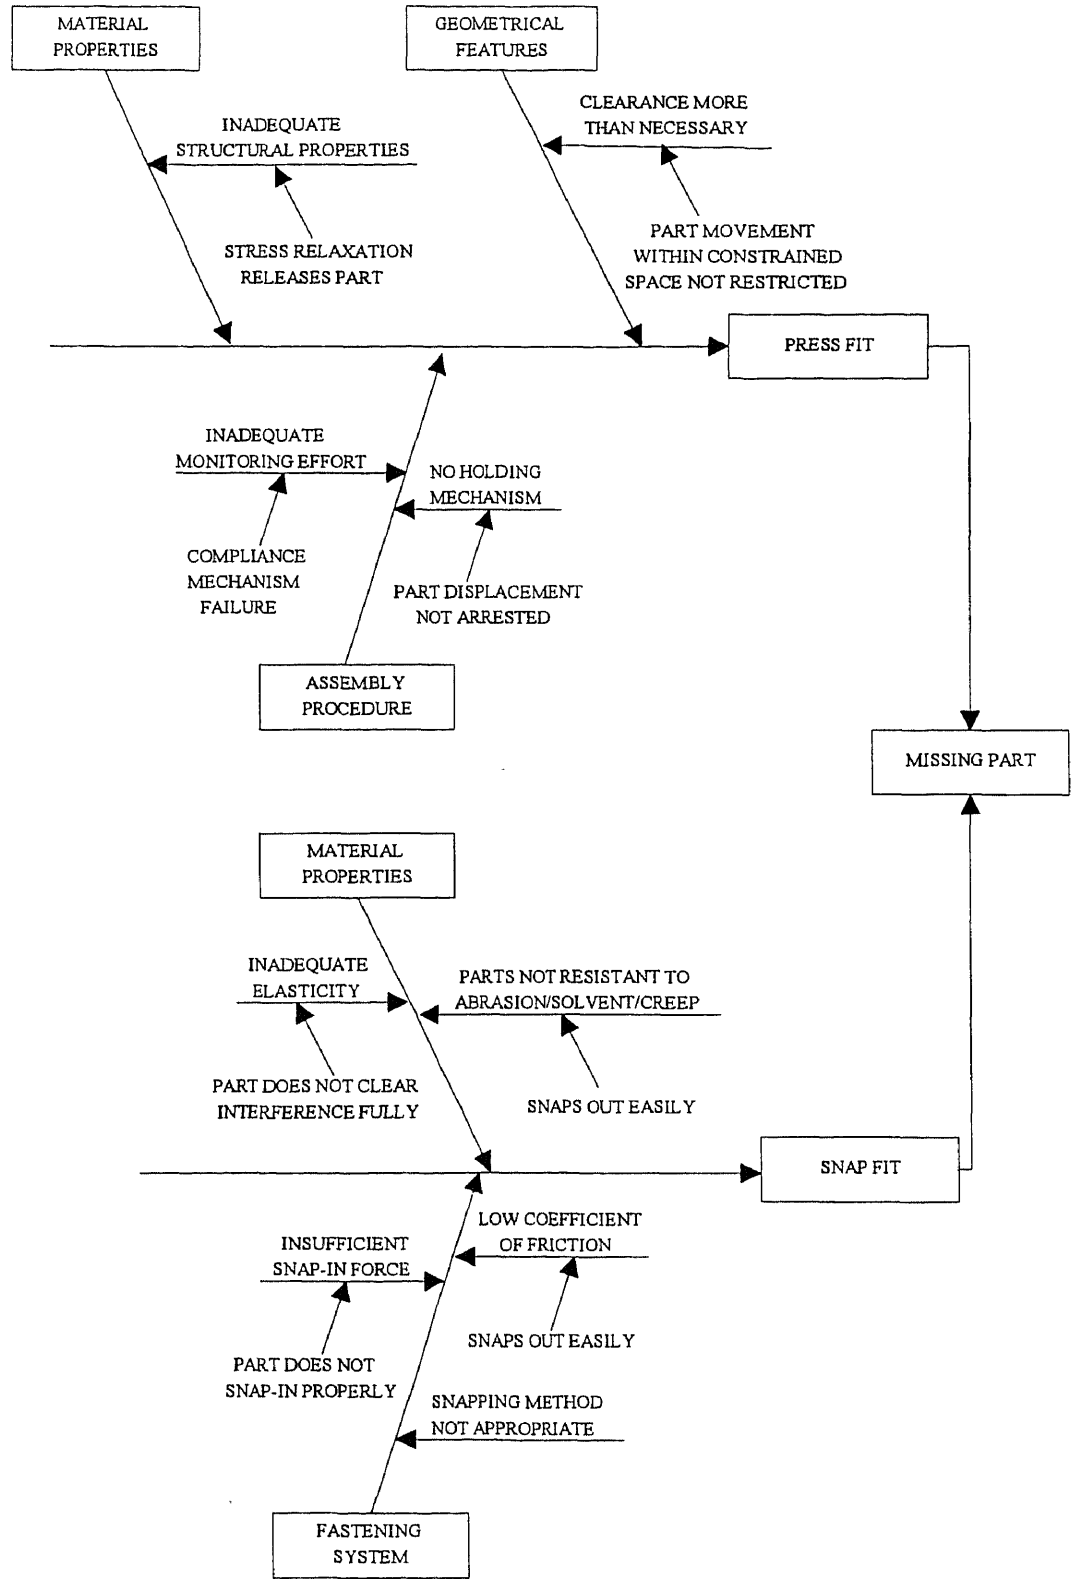 MATERIAL
PROPERTIES
GEOMETRICAL
FEATURES
INADEQUATE
STRUCTURAL PROPERTIES
STRESS RELAXATION
RELEASES PART
CLEARANCE MORE
THAN NECESSARY
PART MOVEMENT
WITHIN CONSTRAINED
SPACE NOT RESTRICTED
PRESS FIT
INADEQUATE
MONITORING EFFORT
COMPLIANCE
MECHANISM
FAILURE
NO HOLDING
MECHANISM
PART DISPLACEMENT
NOT ARRESTED
ASSEMBLY
PROCEDURE
MISSING PART
MATERIAL
PROPERTIES
INADEQUATE
ELASTICITY
PART DOES NOT CLEAR
INTERFERENCE FULLY
PARTS NOT RESISTANT TO
ABRASION/SOLVENT/CREEP
SNAPS OUT EASILY
SNAP FIT
INSUFFICIENT
SNAP-IN FORCE
PART DOES NOT
SNAP-IN PROPERLY
LOW COEFFICIENT
OF FRICTION
SNAPS OUT EASILY
SNAPPING METHOD
NOT APPROPRIATE
FASTENING
SYSTEM